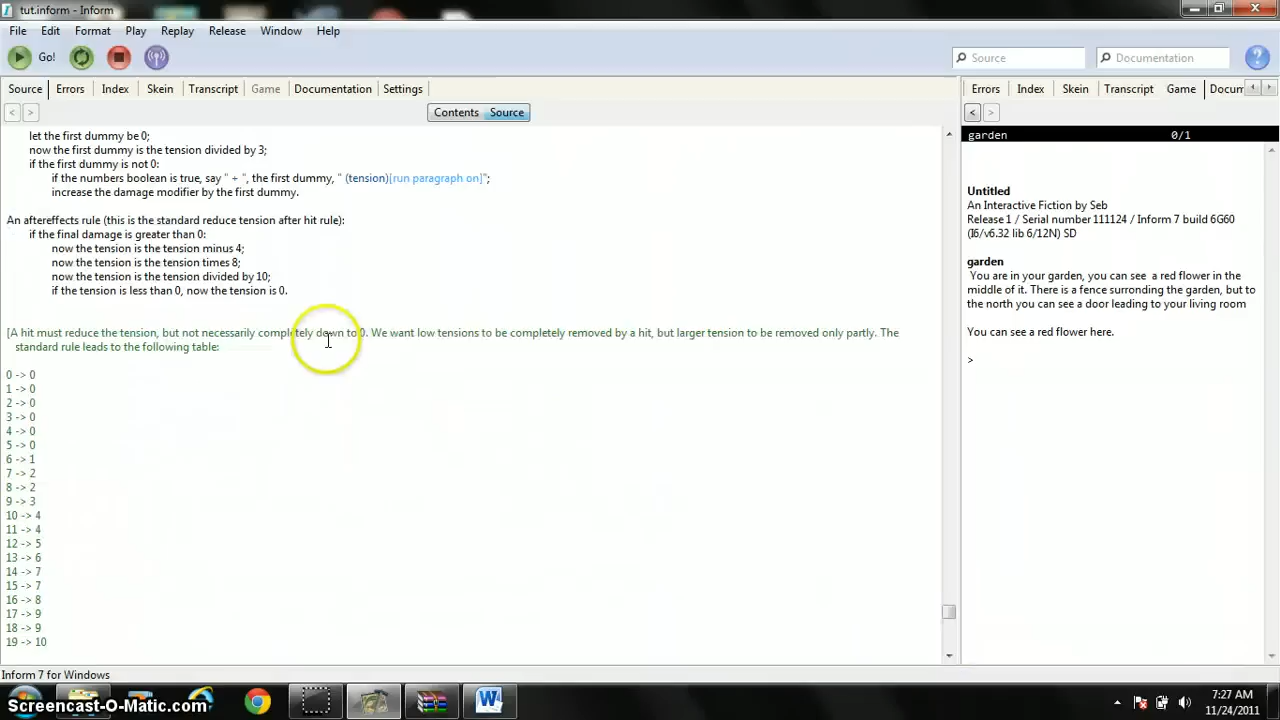 tut.inform - Inform
File Edit Format Play Replay Release Window Help
Go!
Source
Documentation
Source Errors Index Skein Transcript Game Documentation Settings
Errors Index Skein Transcript Game Docum
Contents Source
let the first dummy be 0;
now the first dummy is the tension divided by 3;
if the first dummy is not 0:
if the numbers boolean is true, say " + ", the first dummy, " (tension)[run paragraph on]";
increase the damage modifier by the first dummy.
An aftereffects rule (this is the standard reduce tension after hit rule):
if the final damage is greater than 0:
now the tension is the tension minus 4;
now the tension is the tension times 8;
now the tension is the tension divided by 10;
if the tension is less than 0, now the tension is 0.
[A hit must reduce the tension, but not necessarily completely down to 0. We want low tensions to be completely removed by a hit, but larger tension to be removed only partly. The
standard rule leads to the following table:
0 -> 0
1 -> 0
2 -> 0
3 -> 0
4 -> 0
5 -> 0
6 -> 1
7 -> 2
8 -> 2
9 -> 3
10 -> 4
11 -> 4
12 -> 5
13 -> 6
14 -> 7
15 -> 7
16 -> 8
17 -> 9
18 -> 9
19 -> 10
garden 0/1
Untitled
An Interactive Fiction by Seb
Release 1 / Serial number 111124 / Inform 7 build 6G60
(I6/v6.32 lib 6/12N) SD
garden
You are in your garden, you can see a red flower in the
middle of it. There is a fence surronding the garden, but to
the north you can see a door leading to your living room
You can see a red flower here.
>
Inform 7 for Windows
Screencast-O-Matic.com
7:27 AM
11/24/2011